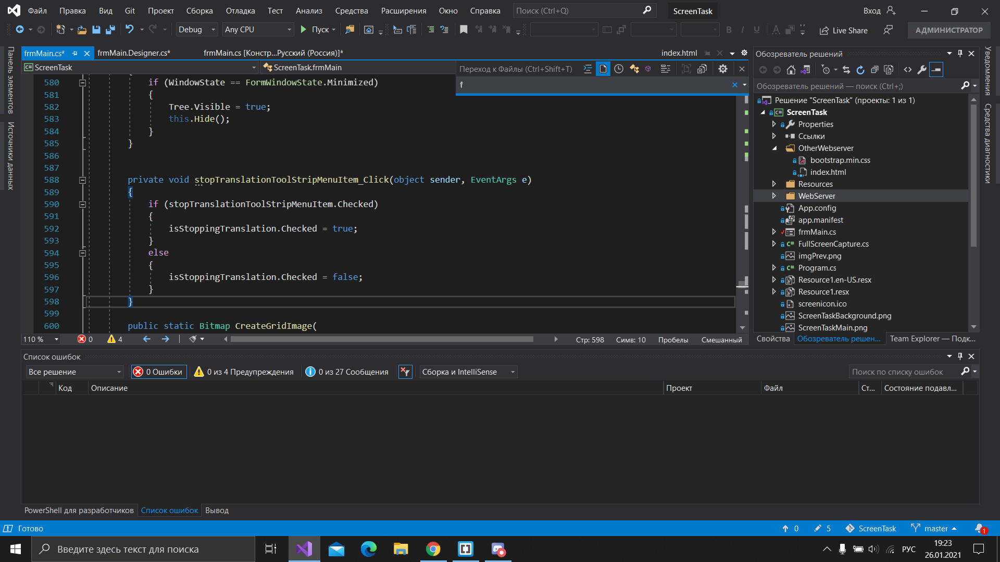 Файл Правка Вид Git Проект Сборка Отладка Тест Анализ Средства Расширения Окно Справка Поиск (Ctrl+Q) ScreenTask Вход
Debug Any CPU Пуск Live Share АДМИНИСТРАТОР
Панель элементов
Источники данных
frmMain.cs* frmMain.Designer.cs* frmMain.cs [Констр...Русский (Россия)]* index.html
ScreenTask ScreenTask.frmMain
Переход к Файлы (Ctrl+Shift+T)
f
580 if (WindowState == FormWindowState.Minimized)
581 {
582 Tree.Visible = true;
583 this.Hide();
584 }
585 }
586
587
588 private void stopTranslationToolStripMenuItem_Click(object sender, EventArgs e)
589 {
590 if (stopTranslationToolStripMenuItem.Checked)
591 {
592 isStoppingTranslation.Checked = true;
593 }
594 else
595 {
596 isStoppingTranslation.Checked = false;
597 }
598 }
599
600 public static Bitmap CreateGridImage(
110 % 0 4 Стр: 598 Симв: 10 Пробелы Смешанный
Обозреватель решений
Обозреватель решений — поиск (Ctrl+;)
Решение "ScreenTask" (проекты: 1 из 1)
ScreenTask
Properties
Ссылки
OtherWebserver
bootstrap.min.css
index.html
Resources
WebServer
App.config
app.manifest
frmMain.cs
FullScreenCapture.cs
imgPrev.png
Program.cs
Resource1.en-US.resx
Resource1.resx
screenicon.ico
ScreenTaskBackground.png
ScreenTaskMain.png
Свойства Обозреватель решен... Team Explorer — Подк...
Уведомления
Средства диагностики
Список ошибок
Все решение 0 Ошибки 0 из 4 Предупреждения 0 из 27 Сообщения Сборка и IntelliSense Поиск по списку ошибок
Код Описание Проект Файл Ст... Состояние подавл...
PowerShell для разработчиков Список ошибок Вывод
Готово 0 5 ScreenTask master 1
Введите здесь текст для поиска РУС 19:23
26.01.2021